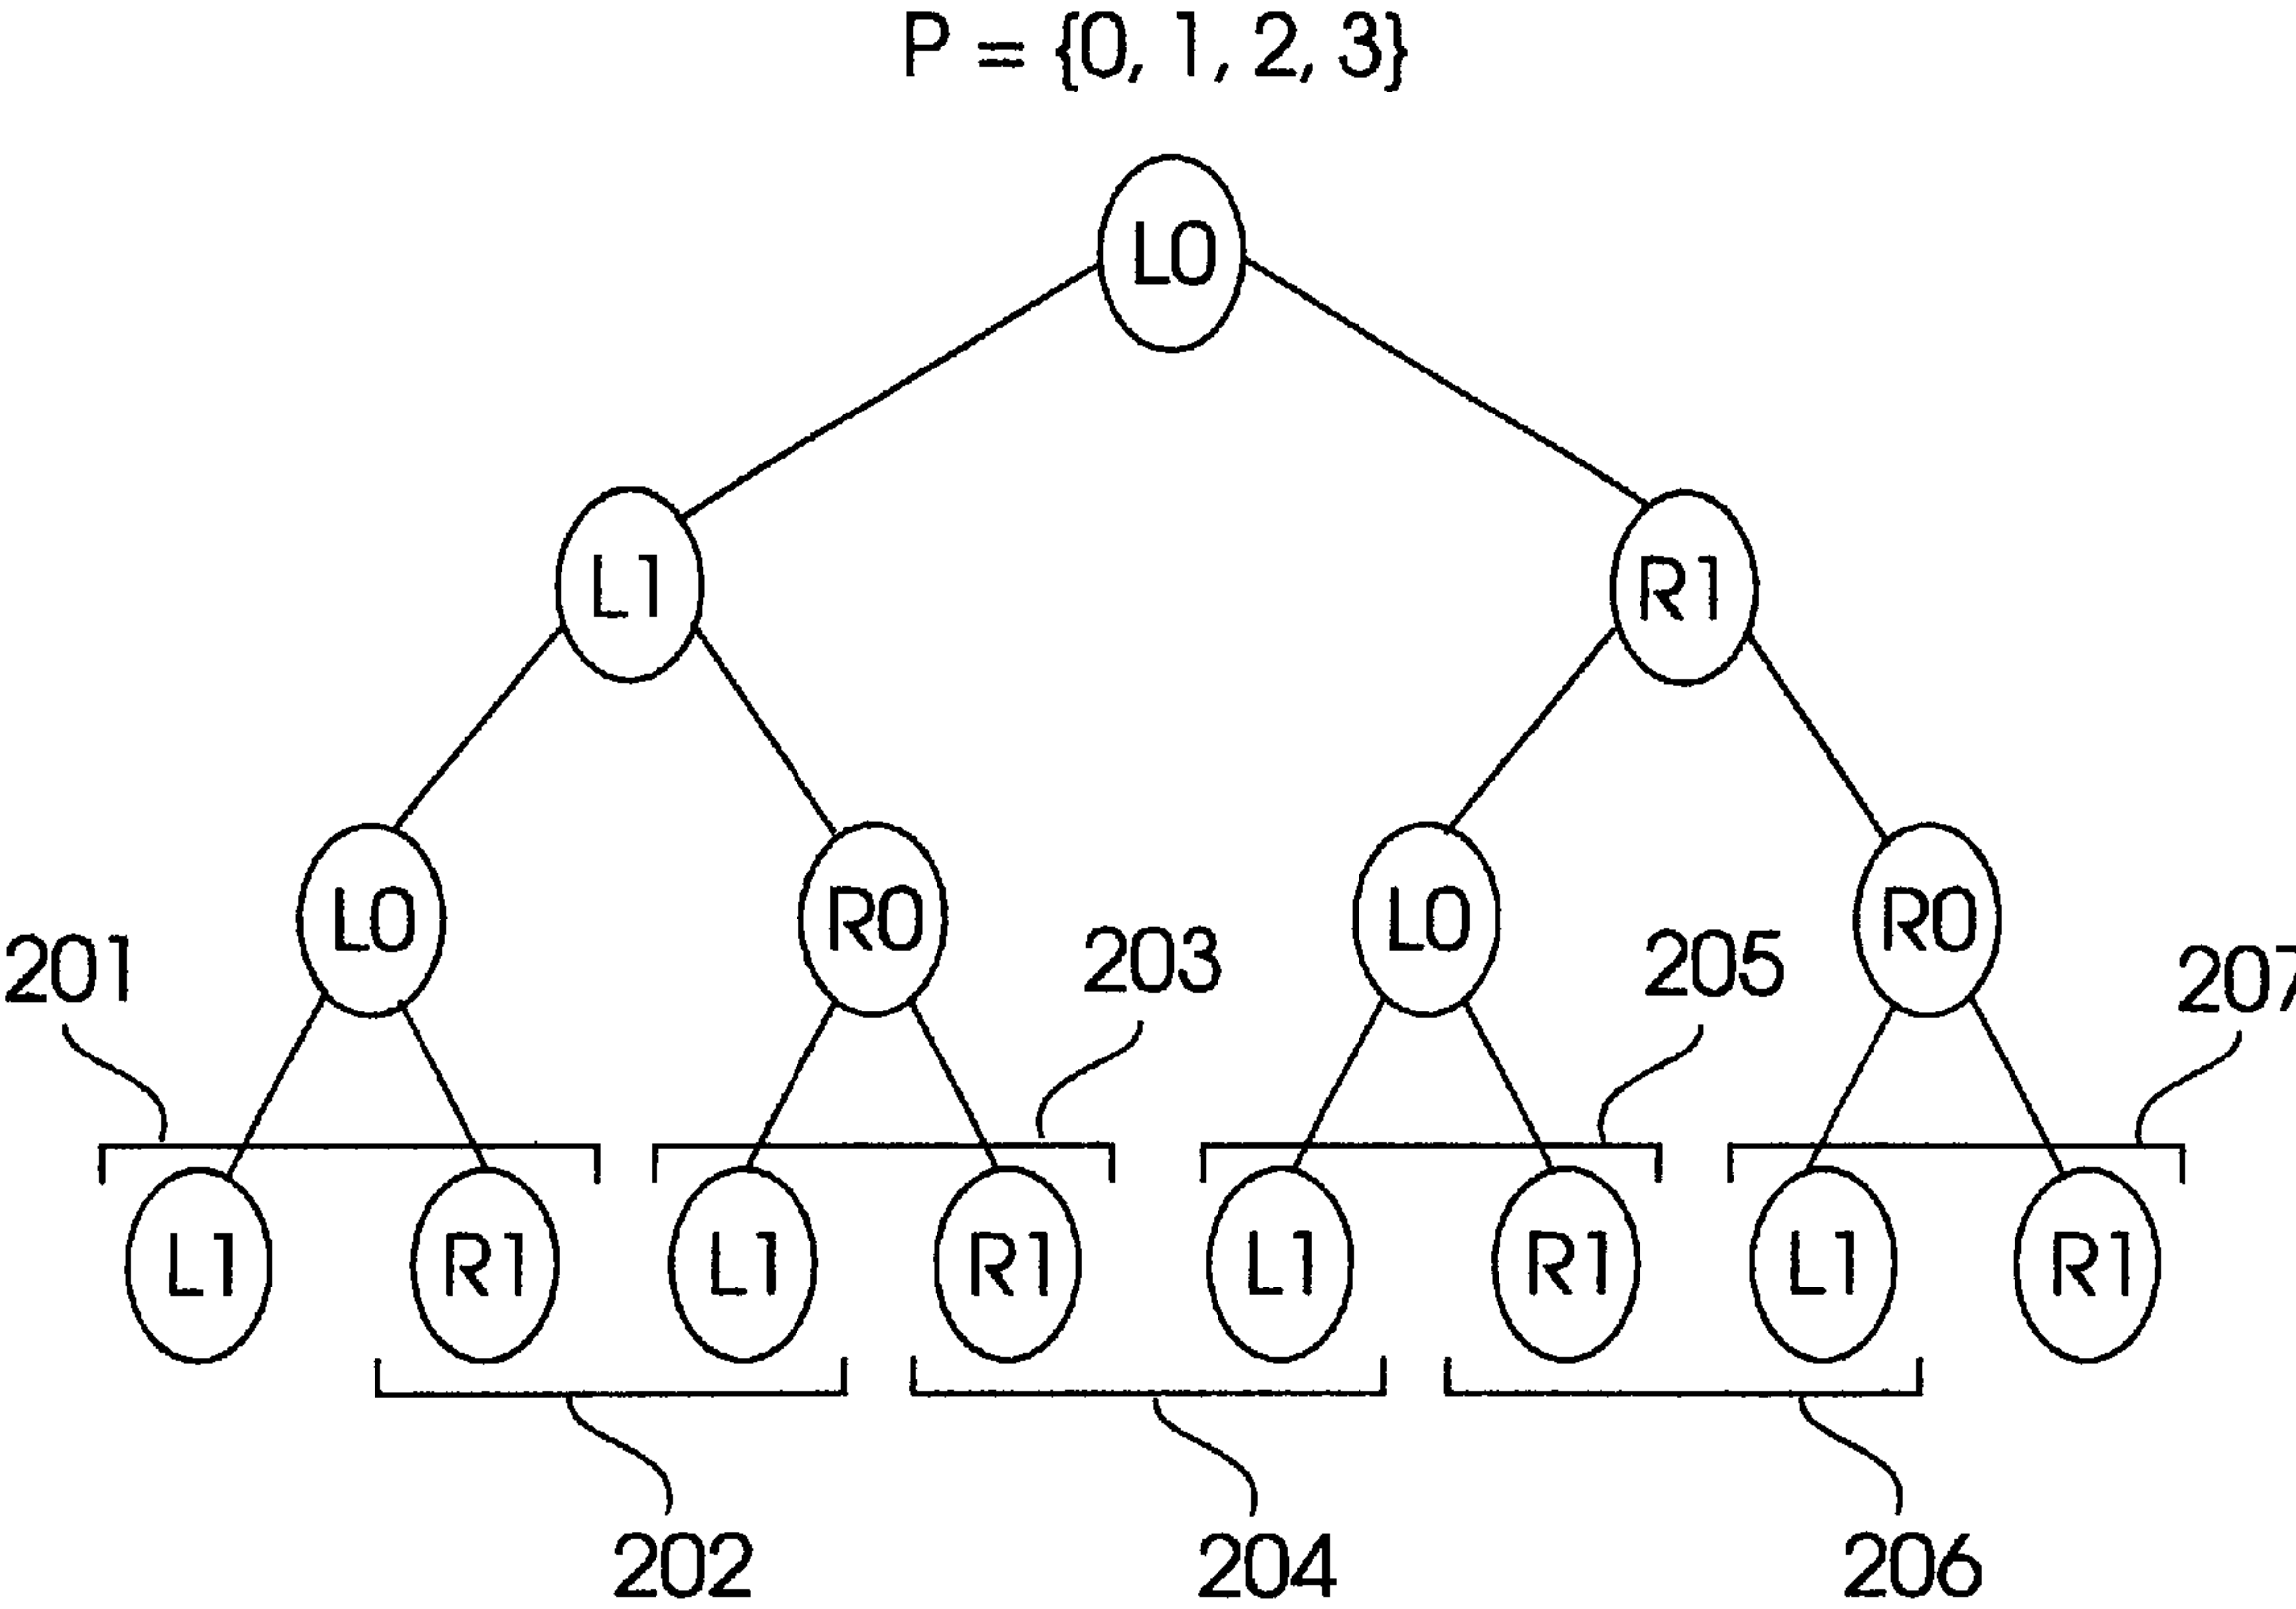 P = {0, 1, 2, 3}
L0
L1 R1
L0 R0 L0 R0
201 203 205 207
L1 R1 L1 R1 L1 R1 L1 R1
202 204 206